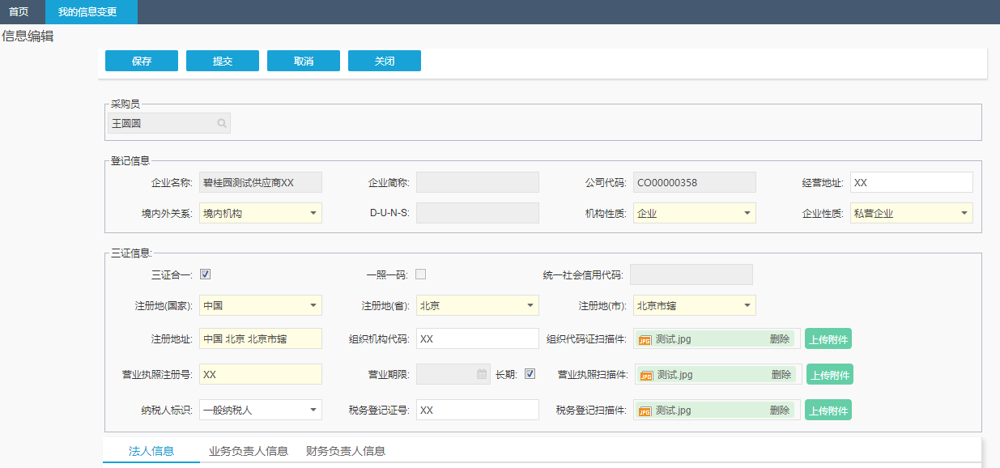 首页 我的信息变更
信息编辑
保存 提交 取消 关闭
采购员
王圆圆
登记信息
企业名称: 碧桂园测试供应商XX 企业简称: 公司代码: CO00000358 经营地址: XX
境内外关系: 境内机构 D-U-N-S: 机构性质: 企业 企业性质: 私营企业
三证信息:
三证合一: 一照一码: 统一社会信用代码:
注册地(国家): 中国 注册地(省): 北京 注册地(市): 北京市辖
注册地址: 中国 北京 北京市辖 组织机构代码: XX 组织代码证扫描件: JPG 测试.jpg 删除 上传附件
营业执照注册号: XX 营业期限: 长期: 营业执照扫描件: JPG 测试.jpg 删除 上传附件
纳税人标识: 一般纳税人 税务登记证号: XX 税务登记扫描件: JPG 测试.jpg 删除 上传附件
法人信息 业务负责人信息 财务负责人信息